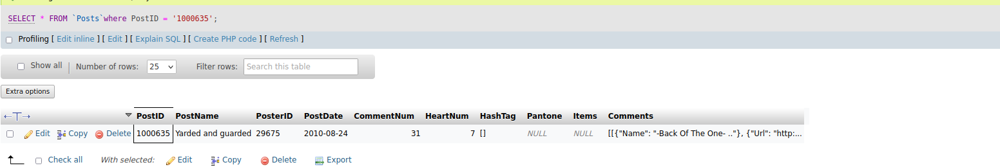 SELECT * FROM `Posts`where PostID = '1000635';
Profiling [ Edit inline ] [ Edit ] [ Explain SQL ] [ Create PHP code ] [ Refresh ]
Show all Number of rows: 25 Filter rows: Search this table
Extra options
PostID PostName PosterID PostDate CommentNum HeartNum HashTag Pantone Items Comments
Edit Copy Delete 1000635 Yarded and guarded 29675 2010-08-24 31 7 [] NULL NULL [[{"Name": "-Back Of The One- .."}, {"Url": "http:...
Check all With selected: Edit Copy Delete Export